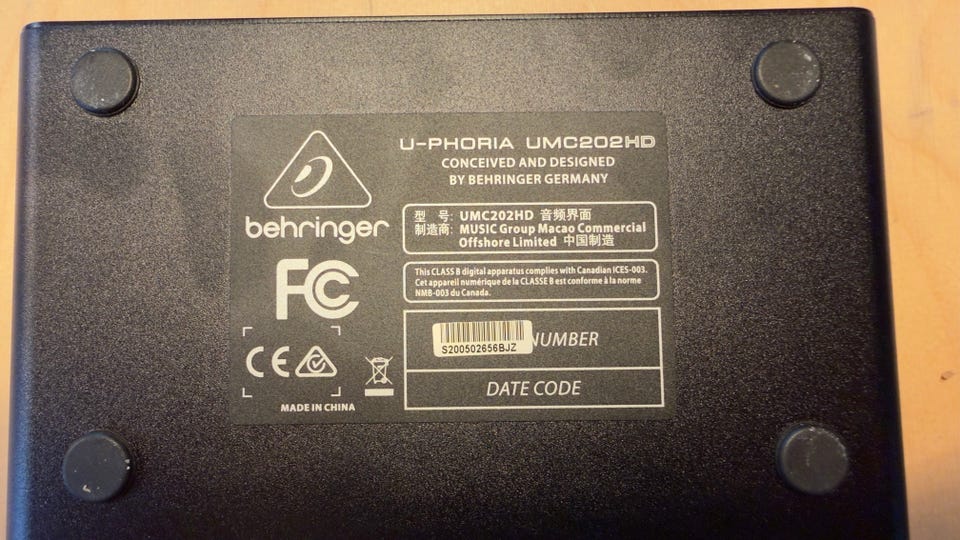 U-PHORIA UMC202HD
CONCEIVED AND DESIGNED
BY BEHRINGER GERMANY
behringer
型 号: UMC202HD 音频界面
制造商: MUSIC Group Macao Commercial
Offshore Limited 中国制造
FC
This CLASS B digital apparatus complies with Canadian ICES-003.
Cet appareil numérique de la CLASSE B est conforme à la norme
NMB-003 du Canada.
CE
S200502656BJZ
NUMBER
DATE CODE
MADE IN CHINA